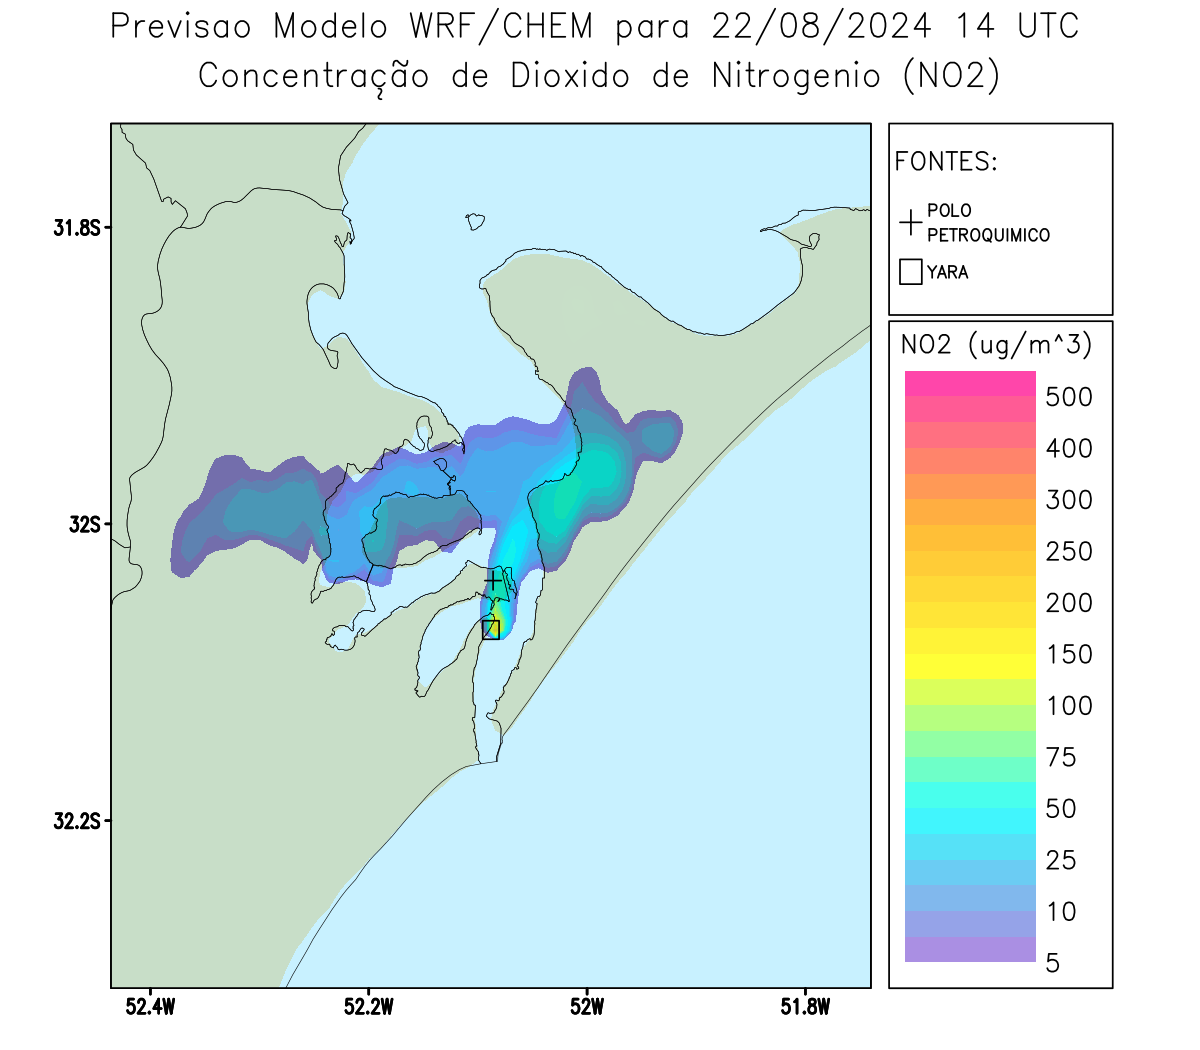 Previsao Modelo WRF/CHEM para 22/08/2024 14 UTC
Concentração de Dioxido de Nitrogenio (NO2)
FONTES:
POLO
PETROQUIMICO
YARA
NO2 (ug/m^3)
500
400
300
250
200
150
100
75
50
25
10
5
31.8S
32S
32.2S
52.4W
52.2W
52W
51.8W